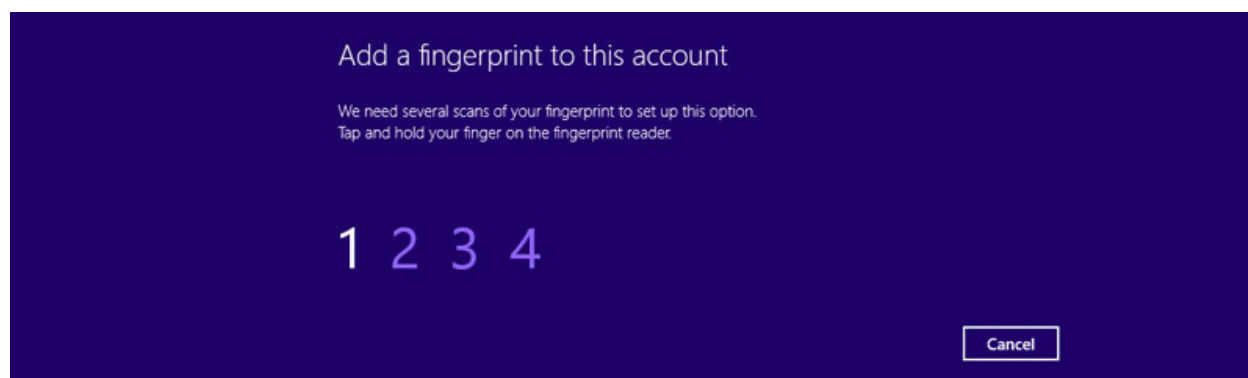 Add a fingerprint to this account
We need several scans of your fingerprint to set up this option.
Tap and hold your finger on the fingerprint reader.
1 2 3 4
Cancel